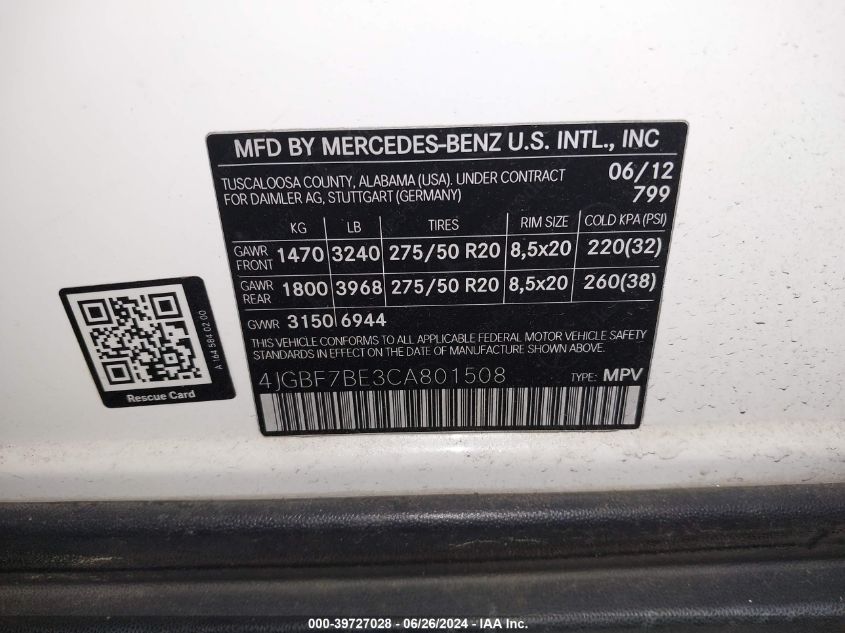 MFD BY MERCEDES-BENZ U.S. INTL., INC
TUSCALOOSA COUNTY, ALABAMA (USA). UNDER CONTRACT 06/12
FOR DAIMLER AG, STUTTGART (GERMANY) 799
KG LB TIRES RIM SIZE COLD KPA (PSI)
GAWR FRONT 1470 3240 275/50 R20 8,5x20 220(32)
GAWR REAR 1800 3968 275/50 R20 8,5x20 260(38)
GVWR 3150 6944
THIS VEHICLE CONFORMS TO ALL APPLICABLE FEDERAL MOTOR VEHICLE SAFETY
STANDARDS IN EFFECT ON THE DATE OF MANUFACTURE SHOWN ABOVE.
4JGBF7BE3CA801508 TYPE: MPV
A 164 584 02 00
Rescue Card
000-39727028 - 06/26/2024 - IAA Inc.